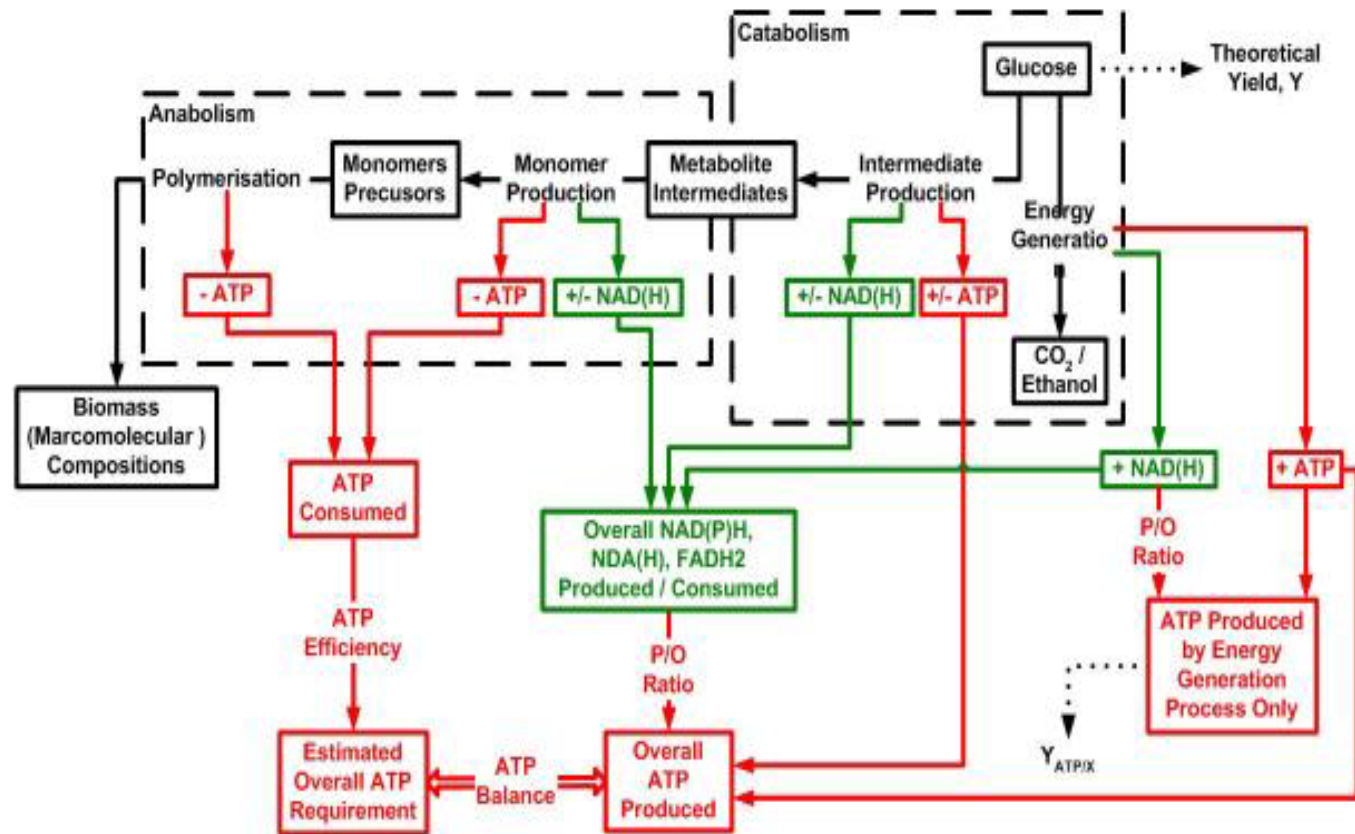 Catabolism
Glucose
Theoretical
Yield, Y
Anabolism
Polymerisation
Monomers
Precusors
Monomer
Production
Metabolite
Intermediates
Intermediate
Production
Energy
Generatio
- ATP
- ATP
+/- NAD(H)
+/- NAD(H)
+/- ATP
CO₂ /
Ethanol
Biomass
(Marcomolecular )
Compositions
ATP
Consumed
+ NAD(H)
+ ATP
Overall NAD(P)H,
NDA(H), FADH2
Produced / Consumed
P/O
Ratio
ATP
Efficiency
P/O
Ratio
ATP Produced
by Energy
Generation
Process Only
Estimated
Overall ATP
Requirement
ATP
Balance
Overall
ATP
Produced
Y ATP/X